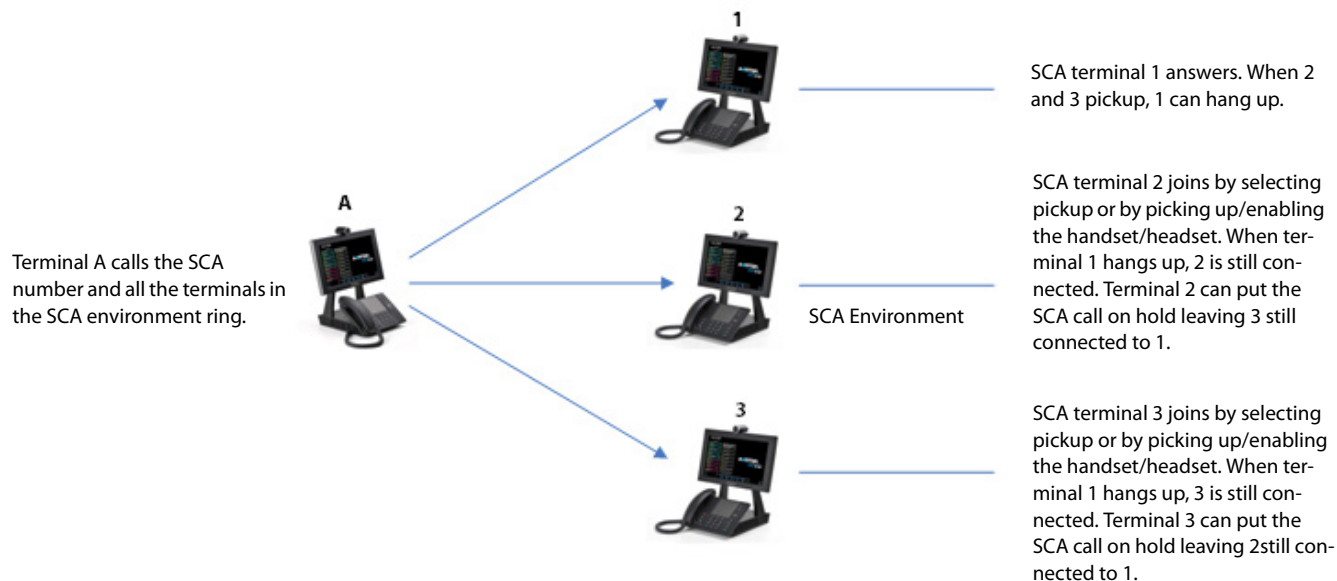 1
SCA terminal 1 answers. When 2
and 3 pickup, 1 can hang up.
A
Terminal A calls the SCA
number and all the terminals in
the SCA environment ring.
2
SCA Environment
SCA terminal 2 joins by selecting
pickup or by picking up/enabling
the handset/headset. When ter-
minal 1 hangs up, 2 is still con-
nected. Terminal 2 can put the
SCA call on hold leaving 3 still
connected to 1.
3
SCA terminal 3 joins by selecting
pickup or by picking up/enabling
the handset/headset. When ter-
minal 1 hangs up, 3 is still con-
nected. Terminal 3 can put the
SCA call on hold leaving 2still con-
nected to 1.